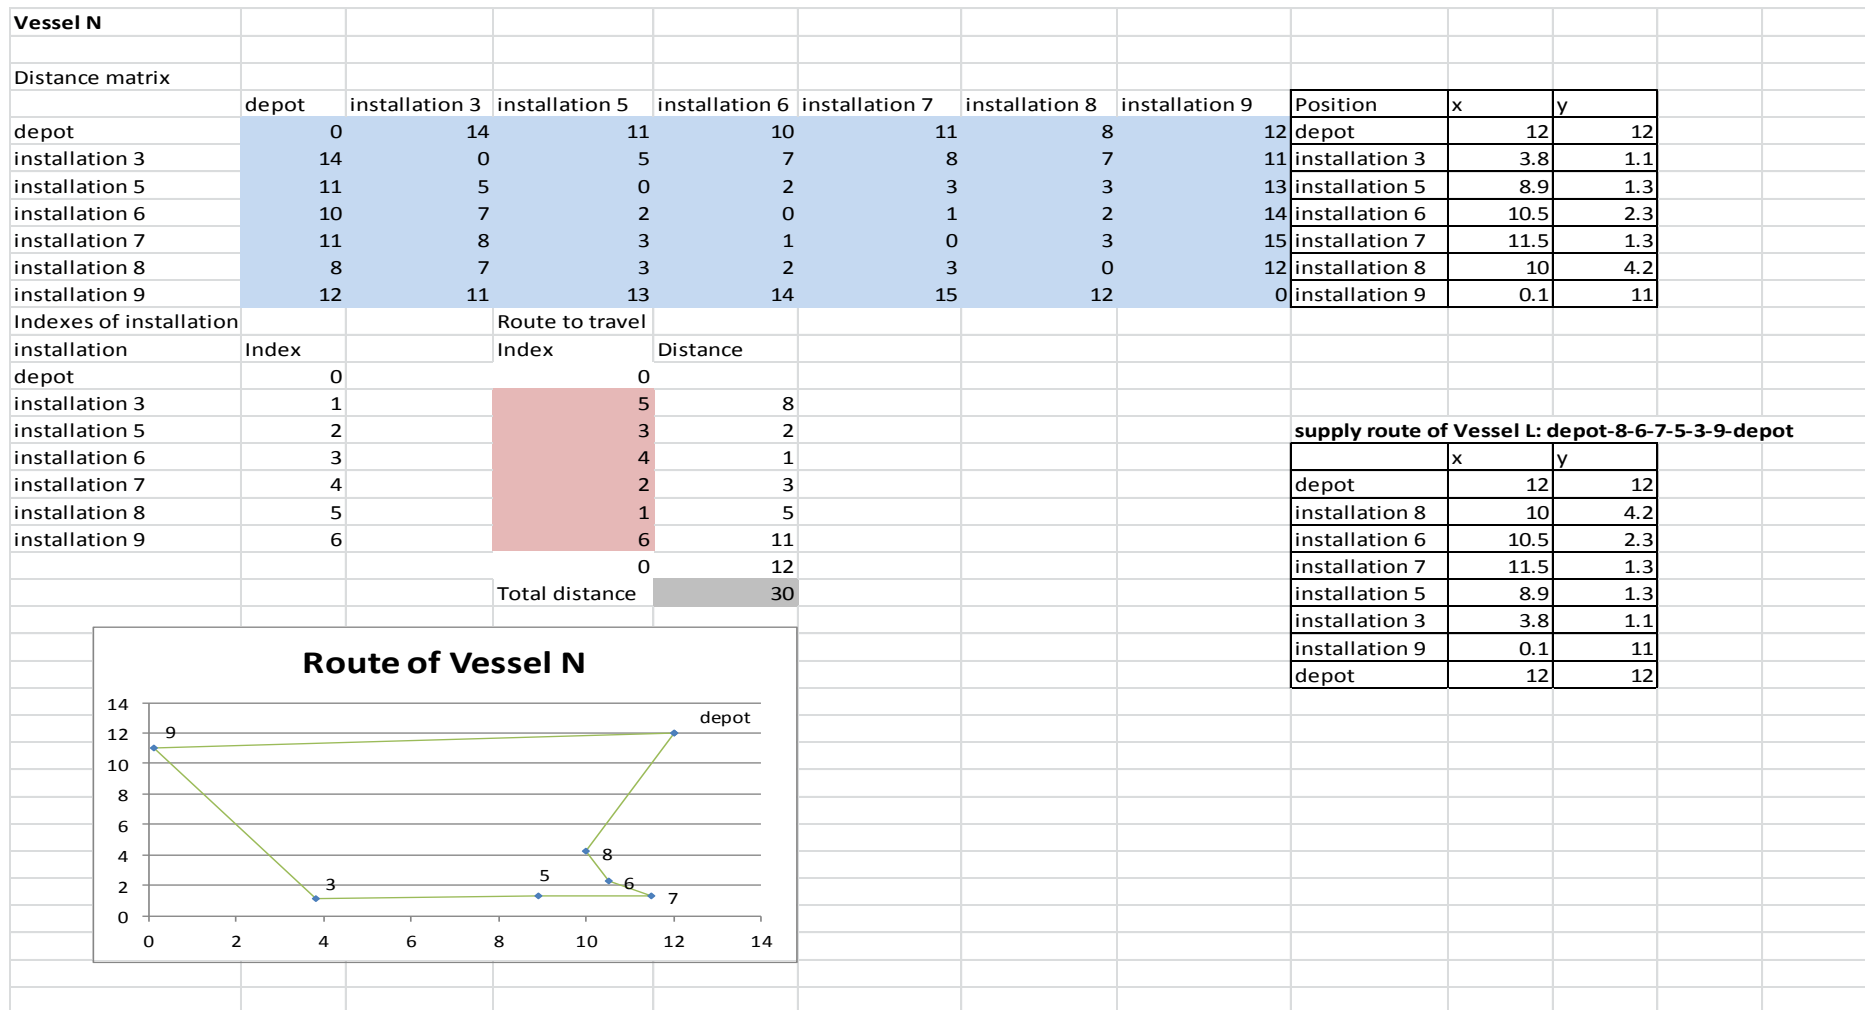 Vessel N
Distance matrix
depot installation 3 installation 5 installation 6 installation 7 installation 8 installation 9 Position x y
depot 0 14 11 10 11 8 12 depot 12 12
installation 3 14 0 5 7 8 7 11 installation 3 3.8 1.1
installation 5 11 5 0 2 3 3 13 installation 5 8.9 1.3
installation 6 10 7 2 0 1 2 14 installation 6 10.5 2.3
installation 7 11 8 3 1 0 3 15 installation 7 11.5 1.3
installation 8 8 7 3 2 3 0 12 installation 8 10 4.2
installation 9 12 11 13 14 15 12 0 installation 9 0.1 11
Indexes of installation Route to travel
installation Index Index Distance
depot 0 0
installation 3 1 5 8
installation 5 2 3 2 supply route of Vessel L: depot-8-6-7-5-3-9-depot
installation 6 3 4 1 x y
installation 7 4 2 3 depot 12 12
installation 8 5 1 5 installation 8 10 4.2
installation 9 6 6 11 installation 6 10.5 2.3
0 12 installation 7 11.5 1.3
Total distance 30 installation 5 8.9 1.3
installation 3 3.8 1.1
installation 9 0.1 11
depot 12 12
Route of Vessel N
14
12
10
8
6
4
2
0
0 2 4 6 8 10 12 14
9
depot
8
5
6
3
7